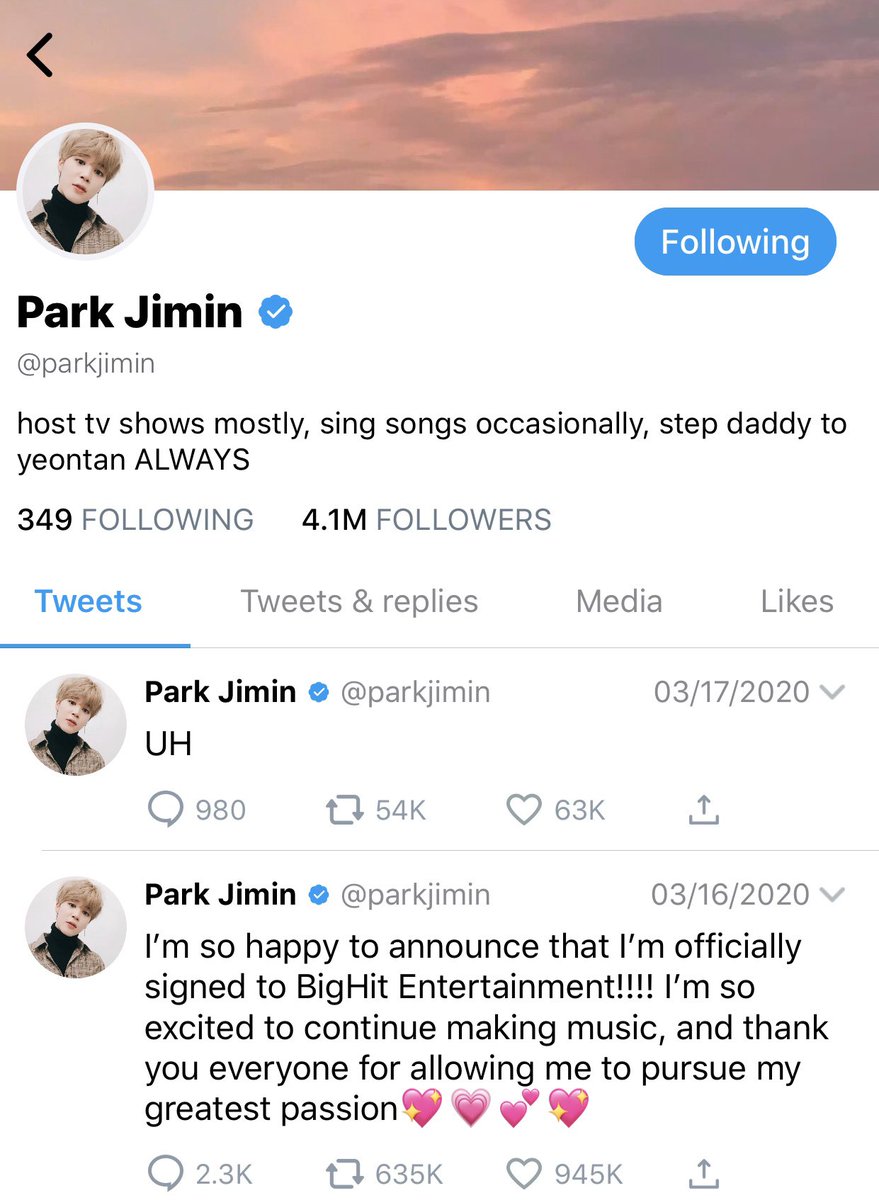 Following
Park Jimin
@parkjimin
host tv shows mostly, sing songs occasionally, step daddy to
yeontan ALWAYS
349 FOLLOWING 4.1M FOLLOWERS
Tweets Tweets & replies Media Likes
Park Jimin @parkjimin 03/17/2020
UH
980 54K 63K
Park Jimin @parkjimin 03/16/2020
I’m so happy to announce that I’m officially
signed to BigHit Entertainment!!!! I’m so
excited to continue making music, and thank
you everyone for allowing me to pursue my
greatest passion💖💗💕💖
2.3K 635K 945K